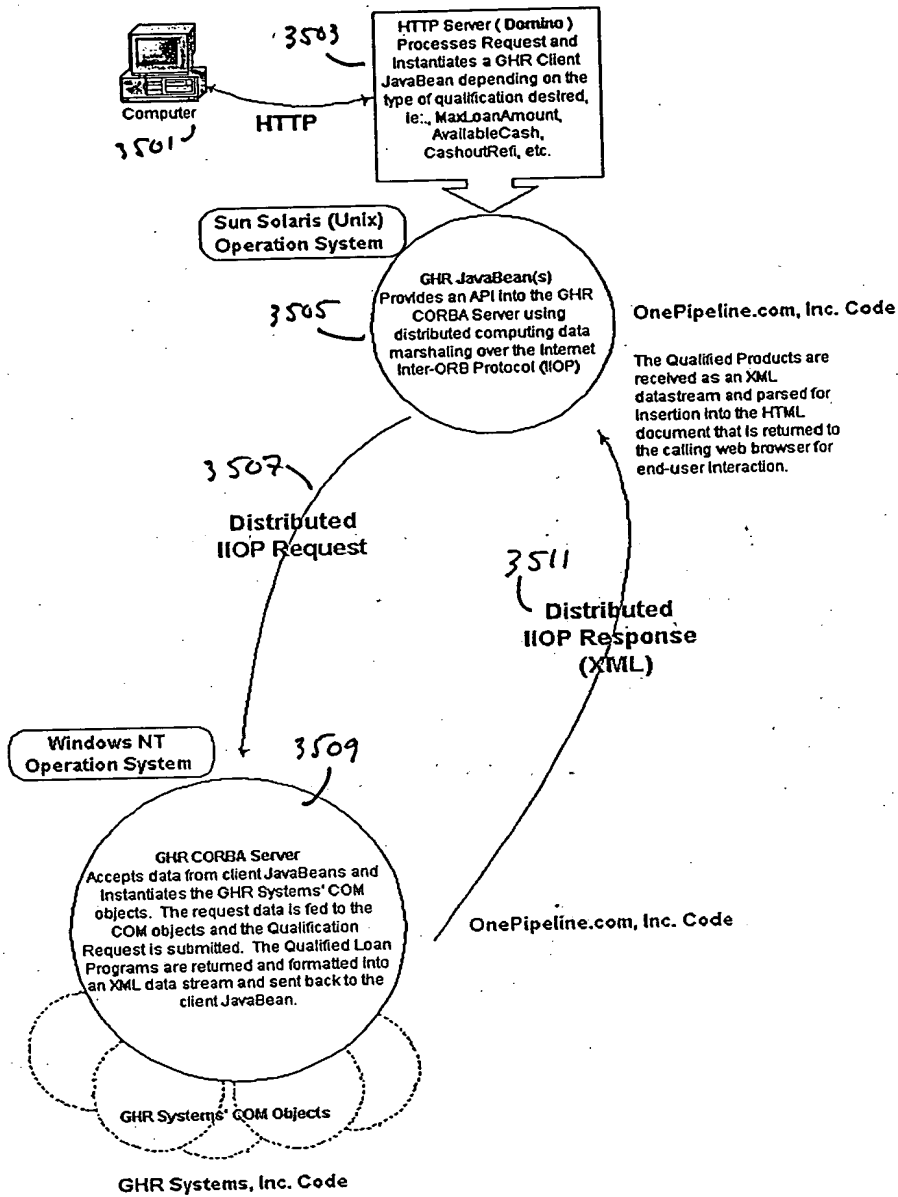 3503
HTTP Server ( Domino )
Processes Request and
Instantiates a GHR Client
JavaBean depending on the
type of qualification desired,
ie:., MaxLoanAmount,
AvailableCash,
CashoutRefi, etc.
Computer
HTTP
3501
Sun Solaris (Unix)
Operation System
GHR JavaBean(s)
Provides an API into the GHR
CORBA Server using
distributed computing data
marshaling over the Internet
Inter-ORB Protocol (IIOP)
3505
OnePipeline.com, Inc. Code
The Qualified Products are
received as an XML
datastream and parsed for
insertion into the HTML
document that is returned to
the calling web browser for
end-user interaction.
3507
Distributed
IIOP Request
3511
Distributed
IIOP Response
(XML)
Windows NT
Operation System
3509
GHR CORBA Server
Accepts data from client JavaBeans and
Instantiates the GHR Systems' COM
objects. The request data is fed to the
COM objects and the Qualification
Request is submitted. The Qualified Loan
Programs are returned and formatted into
an XML data stream and sent back to the
client JavaBean.
OnePipeline.com, Inc. Code
GHR Systems' COM Objects
GHR Systems, Inc. Code